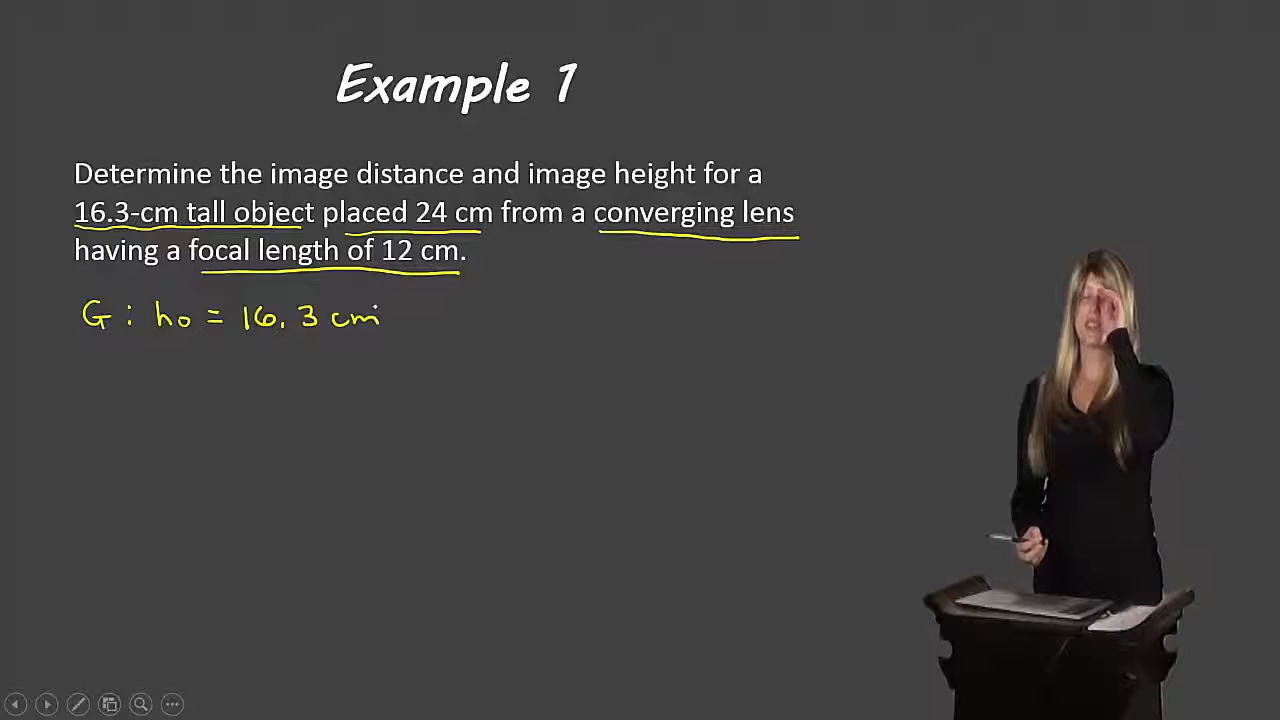 Example 1
Determine the image distance and image height for a
16.3-cm tall object placed 24 cm from a converging lens
having a focal length of 12 cm.
G: ho = 16.3 cm